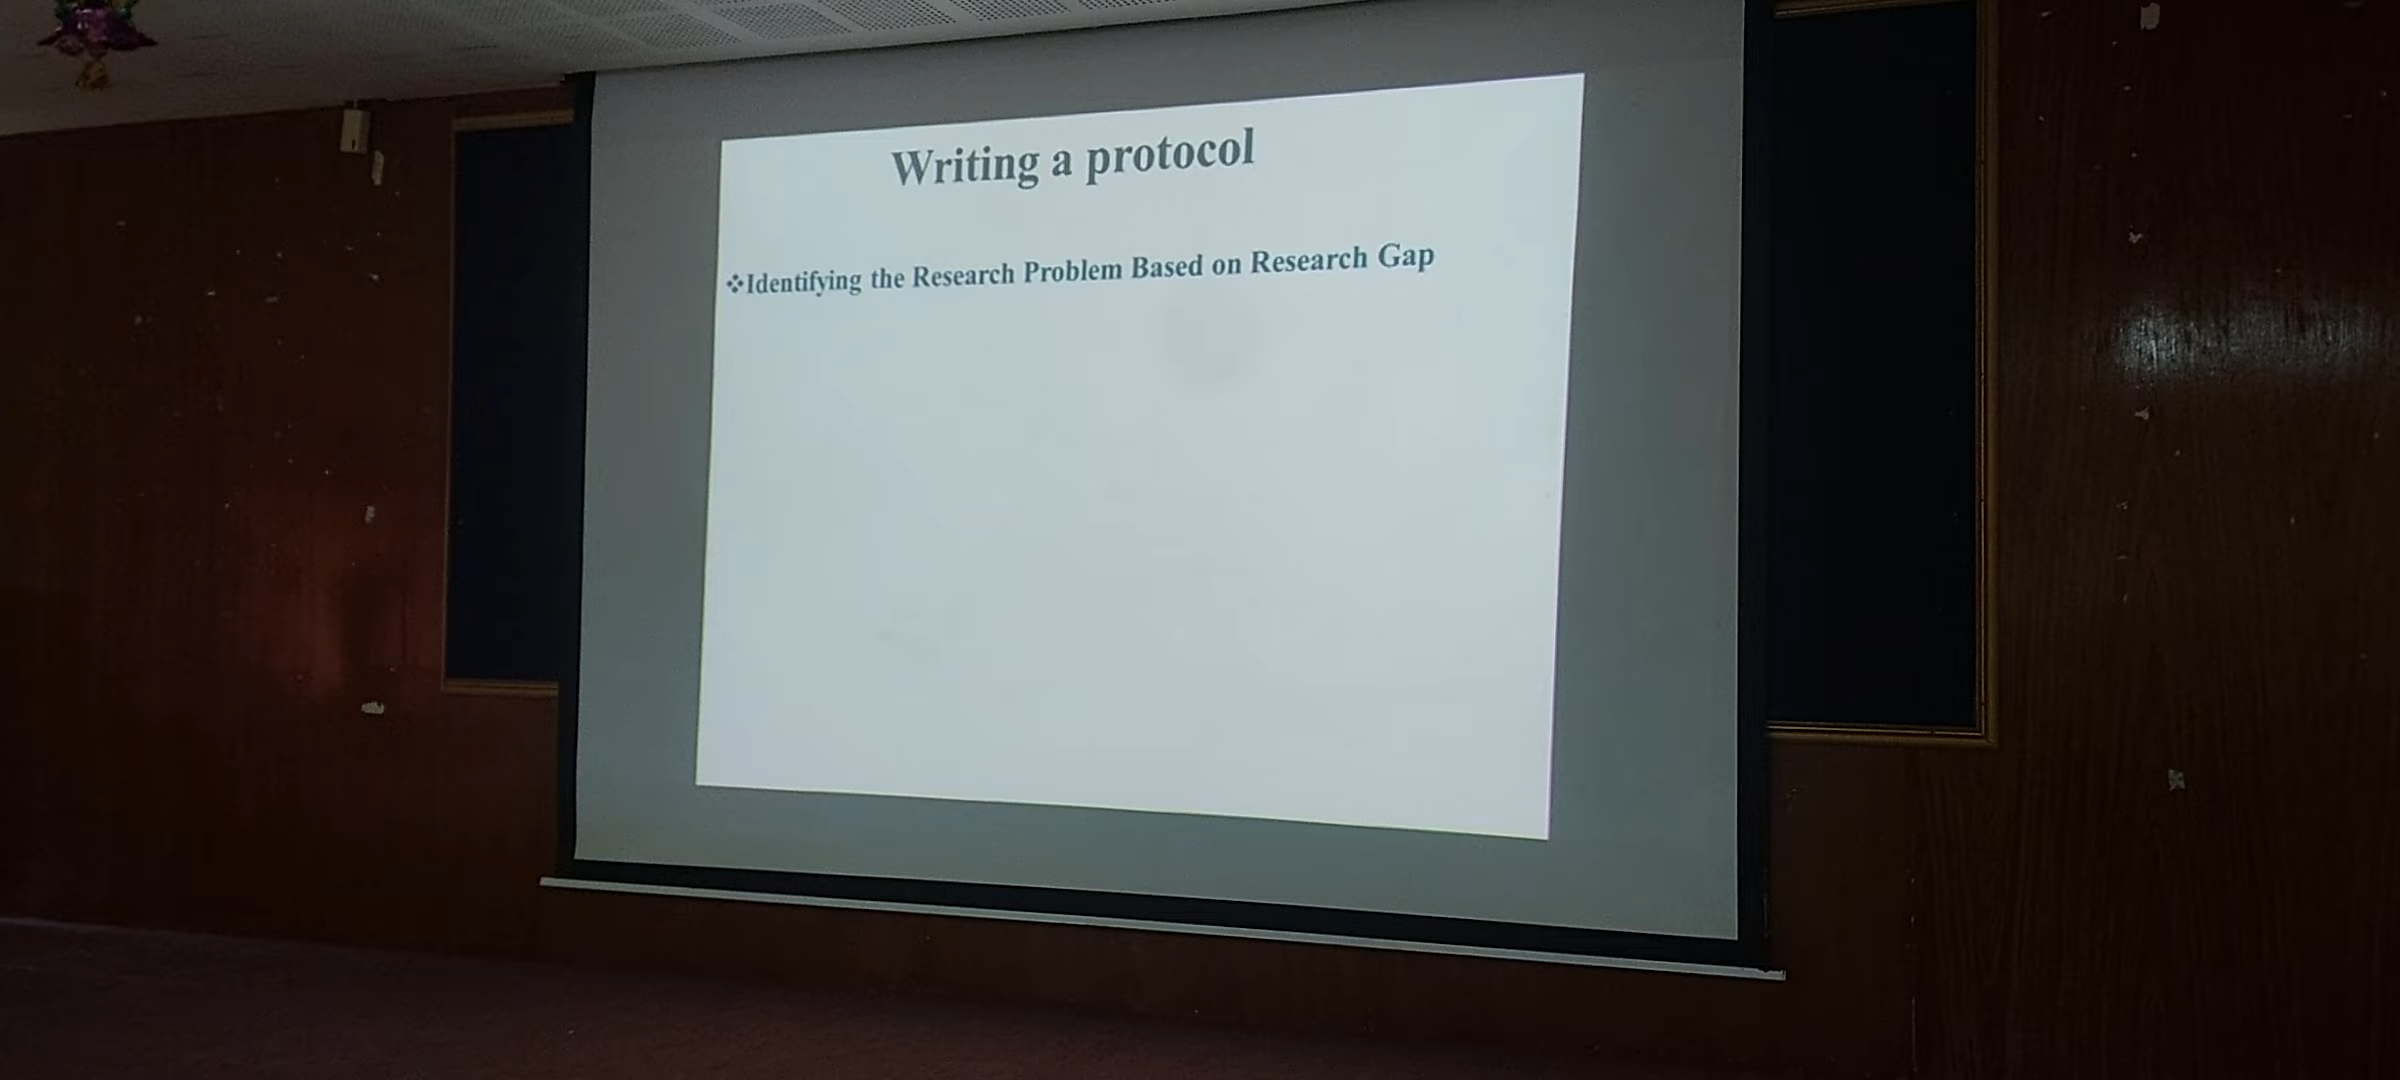 Writing a protocol
❖Identifying the Research Problem Based on Research Gap